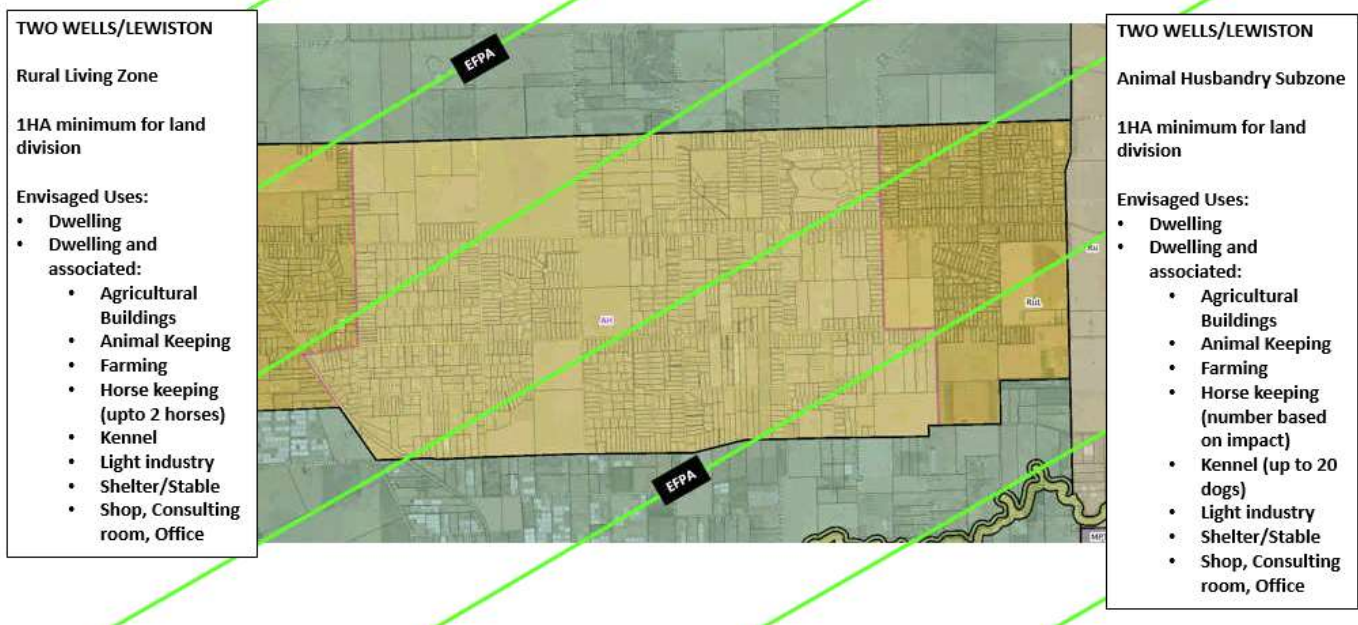 TWO WELLS/LEWISTON
Rural Living Zone
1HA minimum for land
division
Envisaged Uses:
• Dwelling
• Dwelling and
associated:
• Agricultural
Buildings
• Animal Keeping
• Farming
• Horse keeping
(upto 2 horses)
• Kennel
• Light industry
• Shelter/Stable
• Shop, Consulting
room, Office
EFPA
AH
EFPA
Ru
RuL
TWO WELLS/LEWISTON
Animal Husbandry Subzone
1HA minimum for land
division
Envisaged Uses:
• Dwelling
• Dwelling and
associated:
• Agricultural
Buildings
• Animal Keeping
• Farming
• Horse keeping
(number based
on impact)
• Kennel (up to 20
dogs)
• Light industry
• Shelter/Stable
• Shop, Consulting
room, Office